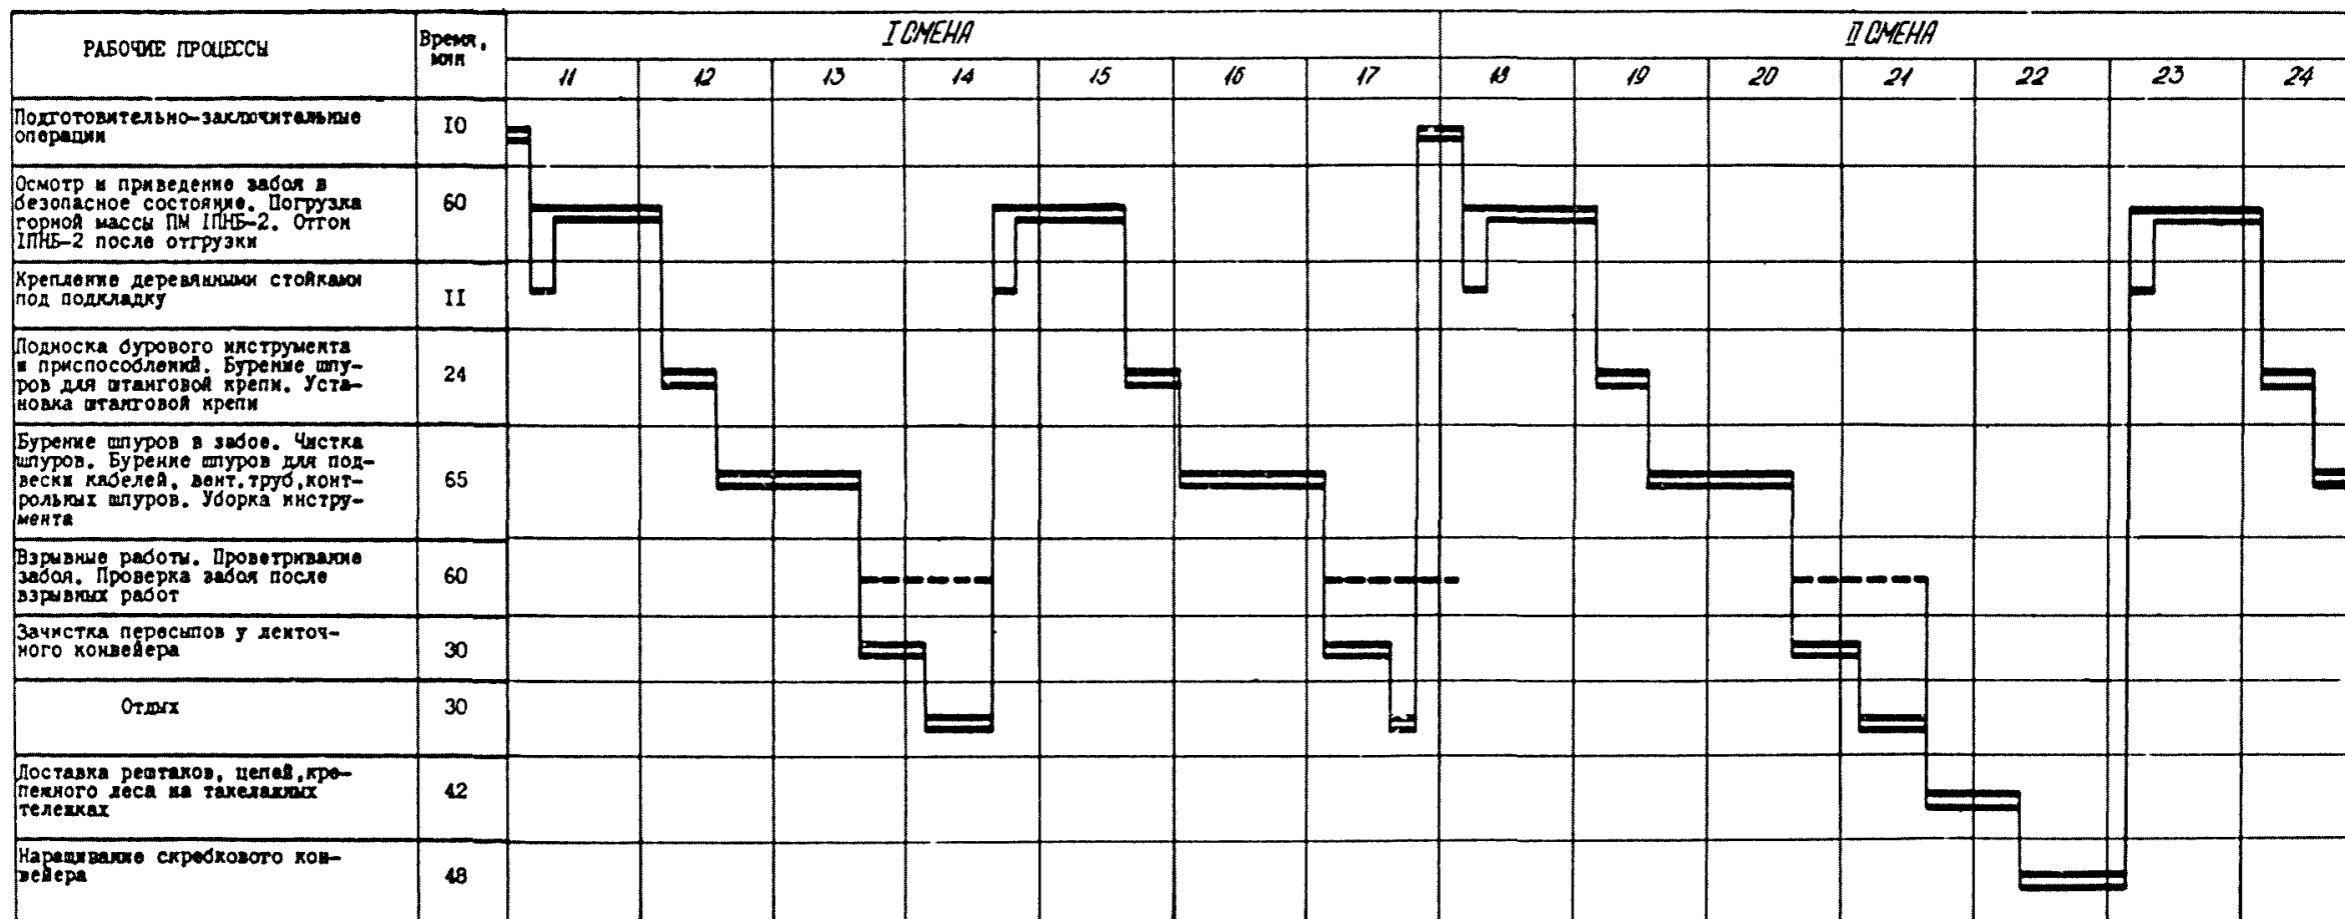 РАБОЧИЕ ПРОЦЕССЫ
Время,
мин
I СМЕНА
II СМЕНА
11 12 13 14 15 16 17 18 19 20 21 22 23 24
Подготовительно-заключительные
операции
10
Осмотр и приведение забоя в
безопасное состояние. Погрузка
горной массы ПМ 1ПНБ-2. Отгон
1ПНБ-2 после отгрузки
60
Крепление деревянными стойками
под подкладку
11
Подноска бурового инструмента
и приспособлений. Бурение шпу-
ров для штанговой крепи. Уста-
новка штанговой крепи
24
Бурение шпуров в забое. Чистка
шпуров. Бурение шпуров для под-
вески кабелей, вент.труб,конт-
рольных шпуров. Уборка инстру-
мента
65
Взрывные работы. Проветривание
забоя. Проверка забоя после
взрывных работ
60
Зачистка пересыпов у ленточ-
ного конвейера
30
Отдых
30
Доставка рештаков, цепей,кре-
пежного леса на такелажных
тележках
42
Наращивание скребкового кон-
вейера
48